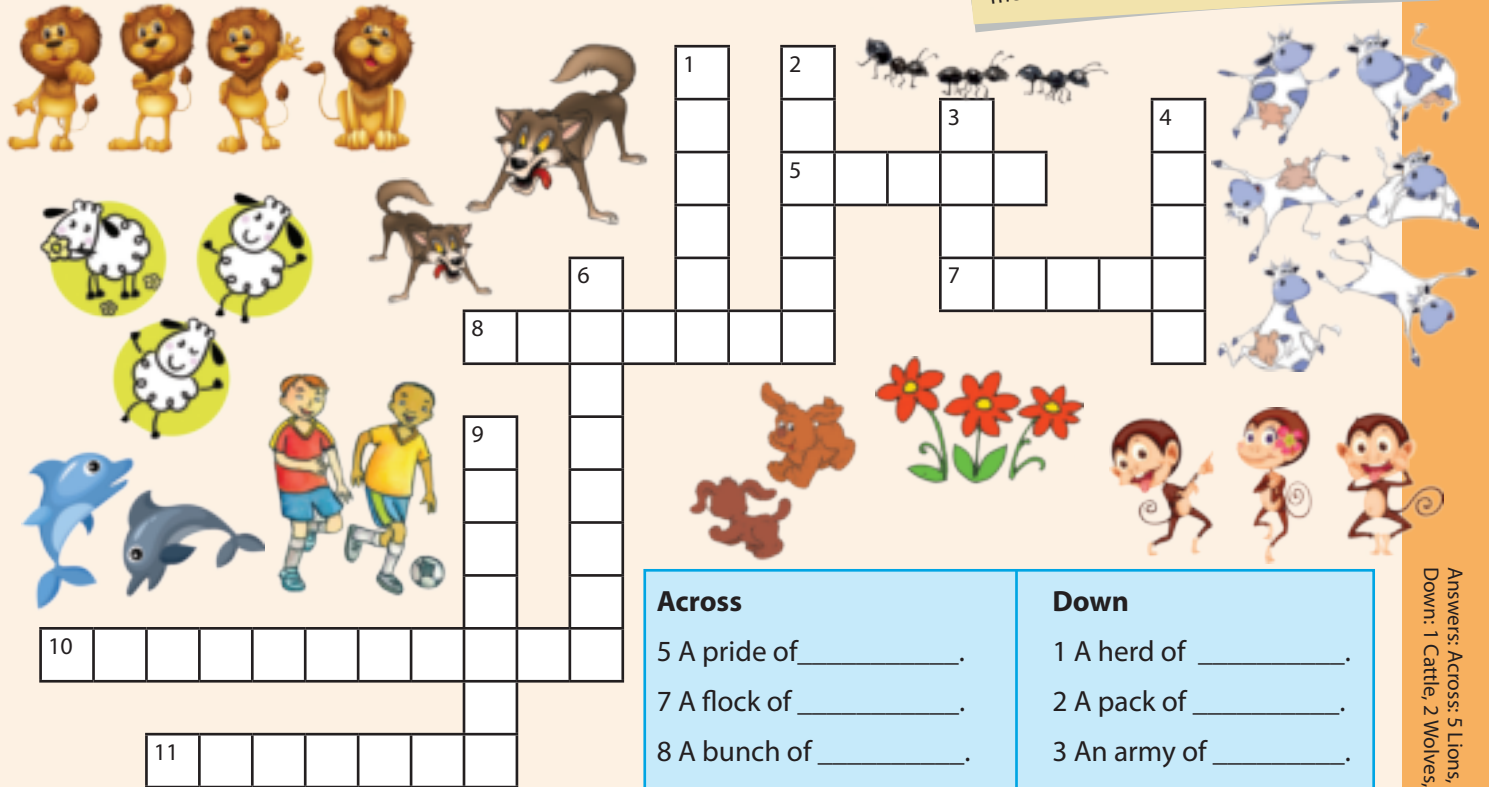 1
2
3
4
5
6
7
8
9
10
11
Across
5 A pride of___________.
7 A flock of ___________.
8 A bunch of __________.
Down
1 A herd of __________.
2 A pack of __________.
3 An army of _________.
Answers: Across: 5 Lions,
Down: 1 Cattle, 2 Wolves,